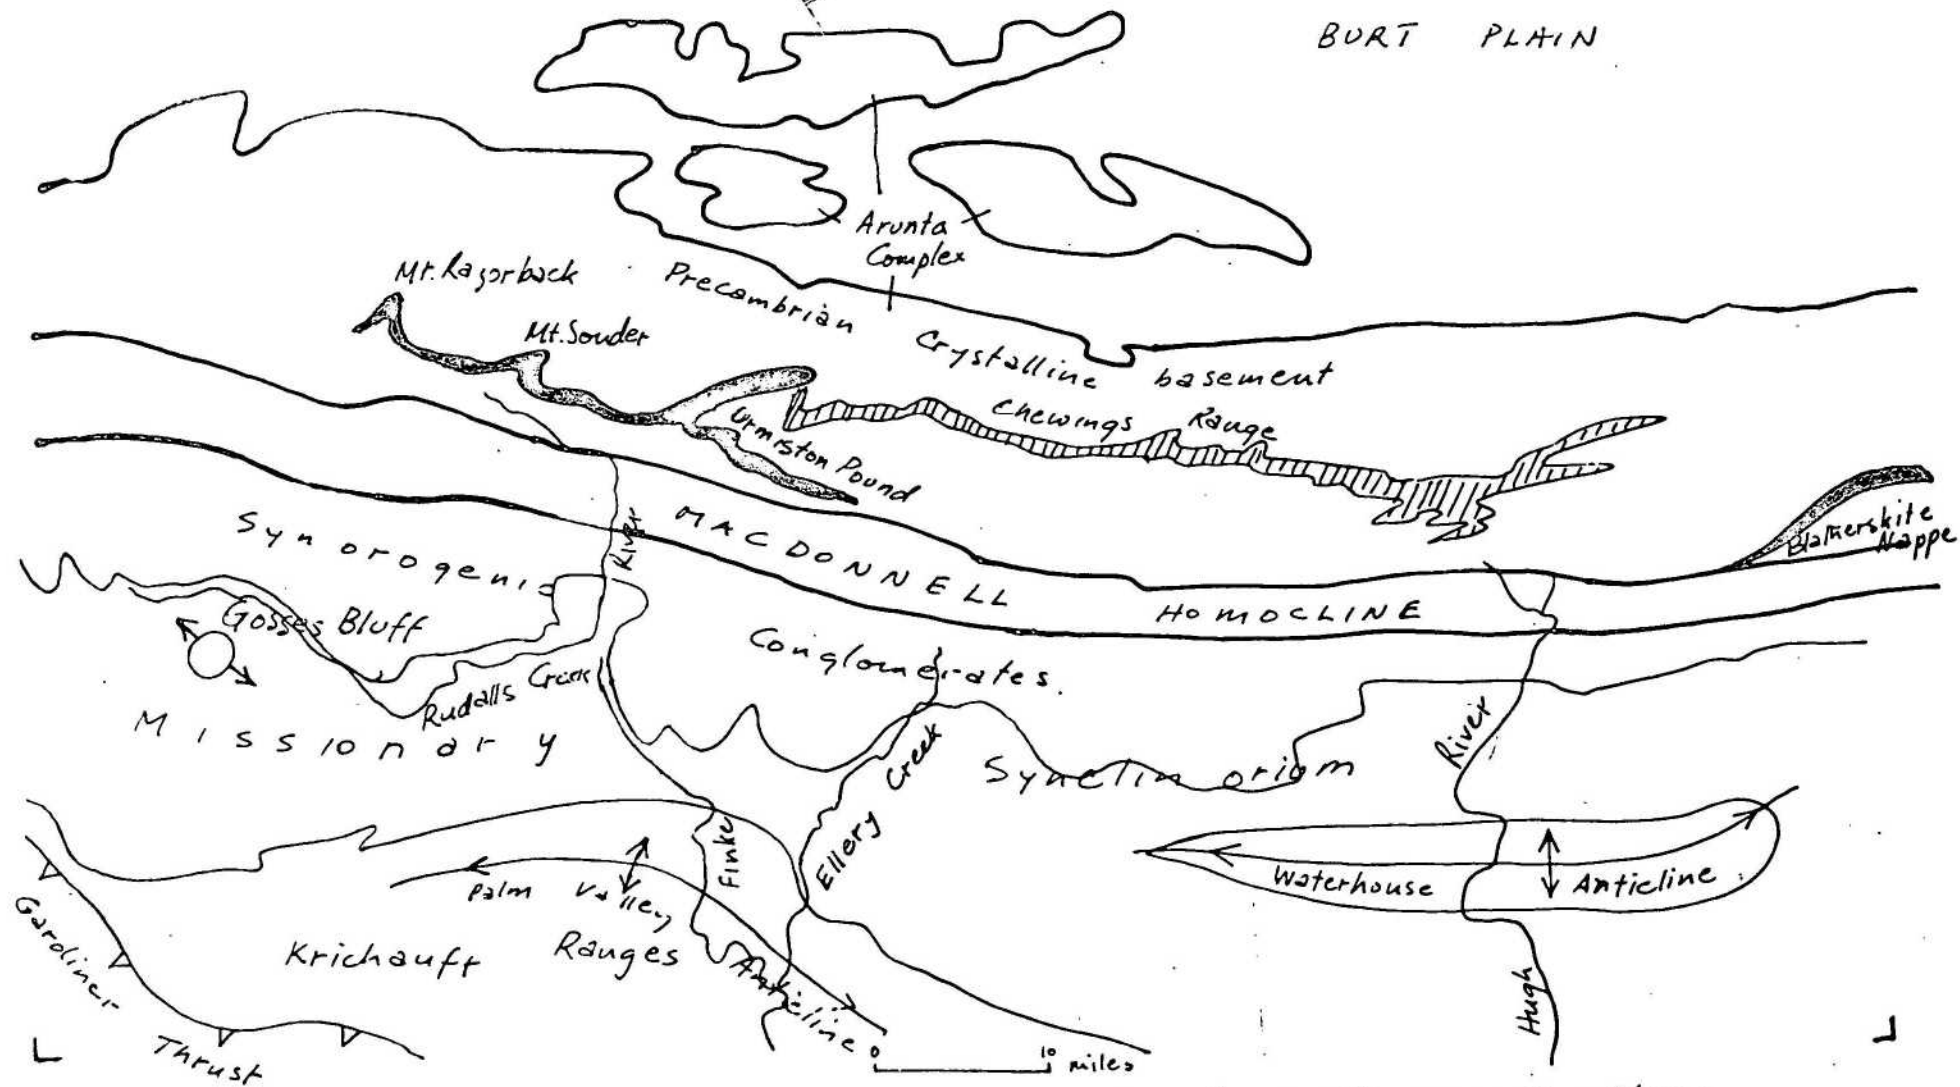 BURT PLAIN
Arunta
Complex
Mt. Razorback
Precambrian Crystalline basement
Mt. Sonder
Chewings Range
Urmiston Pound
Blatherskite
Nappe
MACDONNELL HOMOCLINE
River
Synorogenic Conglomerates.
Gosses Bluff
Rudalls Creek
Missionary Synclinorium
Creek
Ellery
River
Finke
Palm Valley Anticline
Waterhouse Anticline
Krichauff Ranges
Gardiner
Thrust
Hugh
0 10 miles